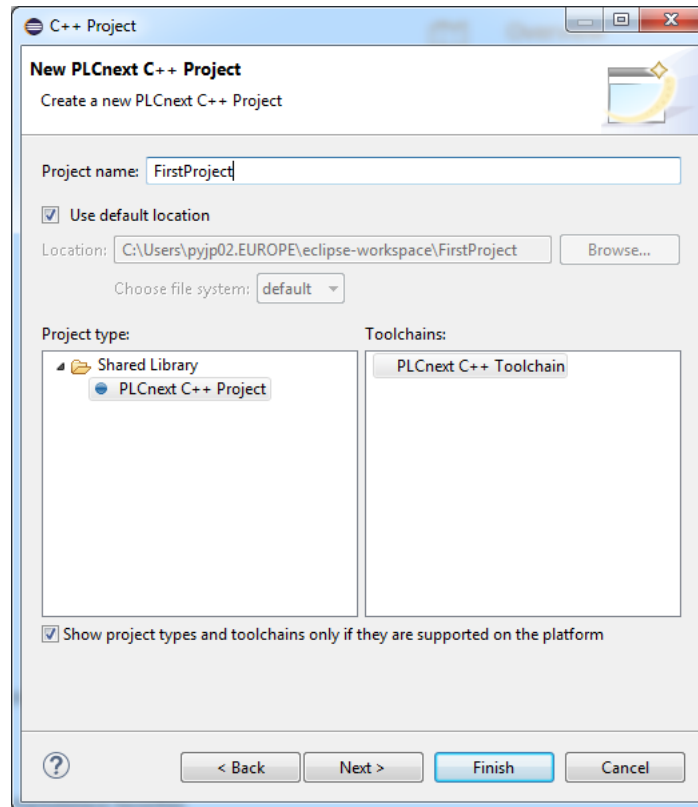 C++ Project
New PLCnext C++ Project
Create a new PLCnext C++ Project
Project name: FirstProject
Use default location
Location: C:\Users\pyjp02.EUROPE\eclipse-workspace\FirstProject Browse...
Choose file system: default
Project type: Toolchains:
Shared Library PLCnext C++ Toolchain
PLCnext C++ Project
Show project types and toolchains only if they are supported on the platform
? < Back Next > Finish Cancel